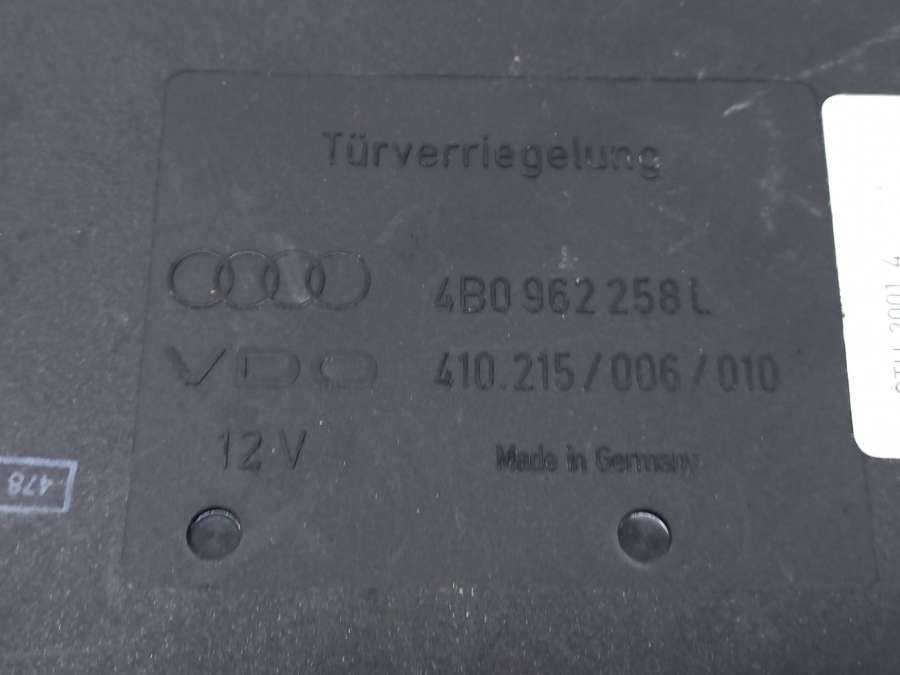 Türverriegelung
4B0 962 258 L
VDO 410.215/006/010
12 V Made in Germany
478